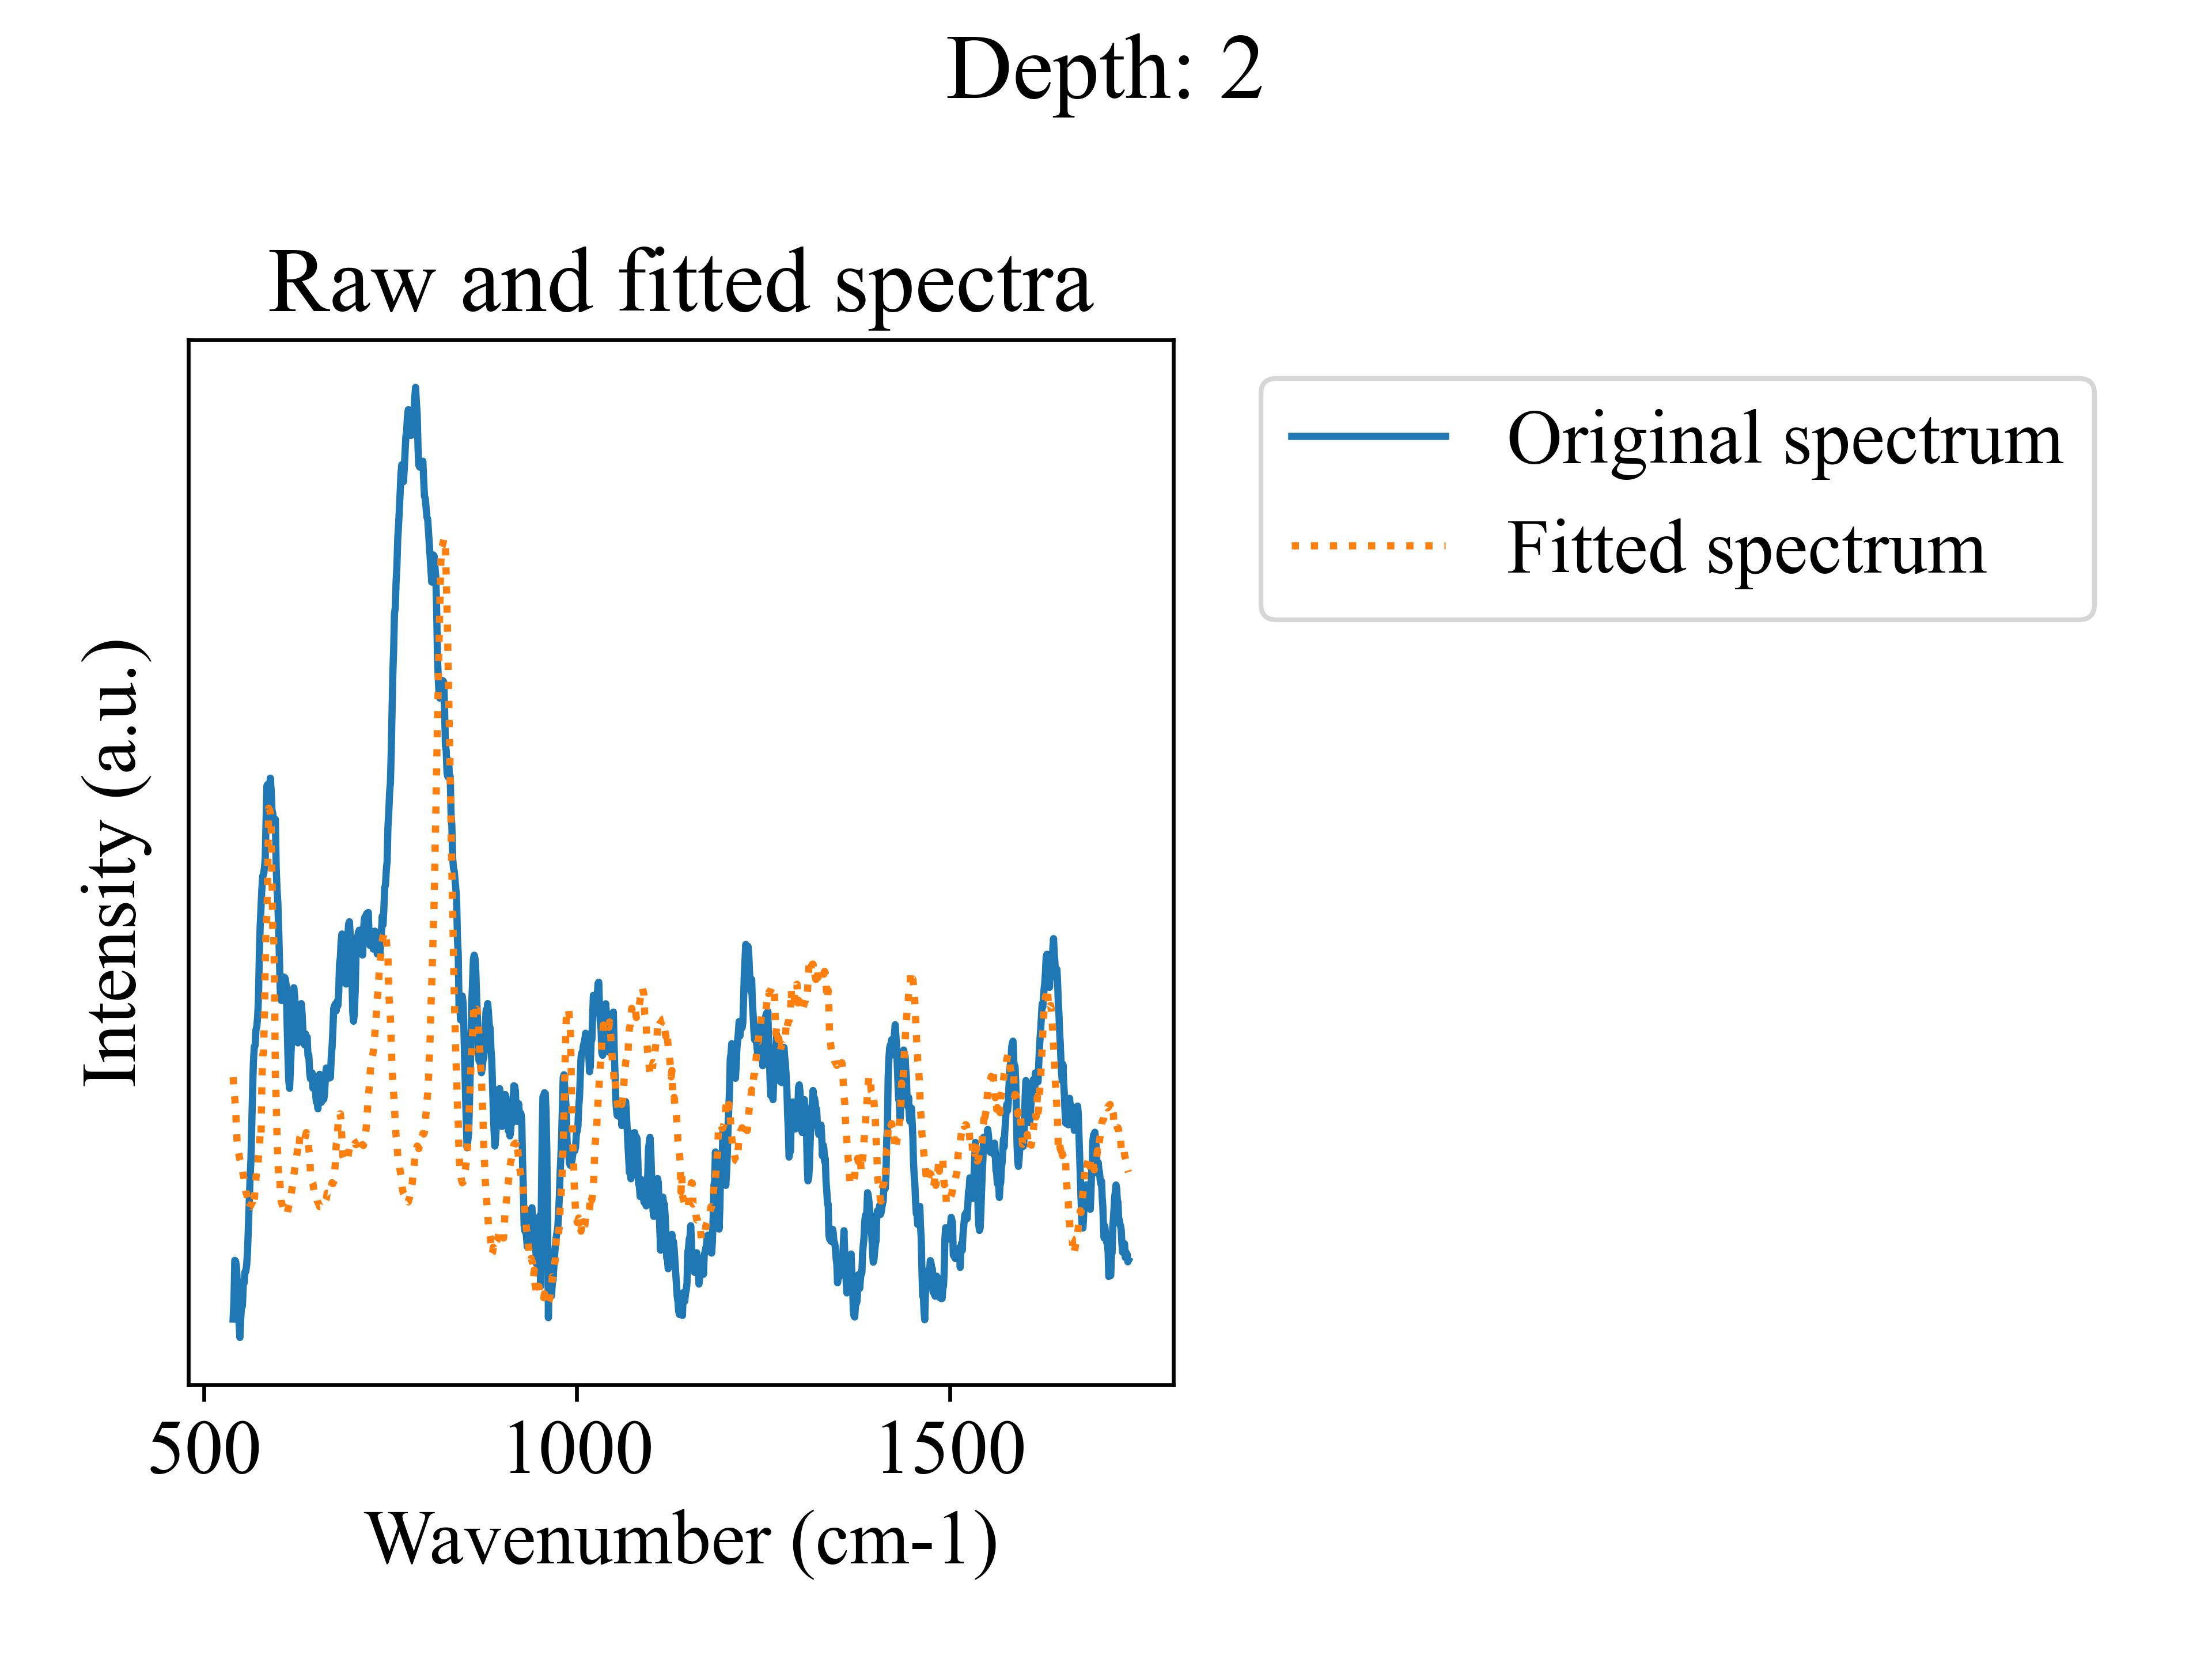 Depth: 2
Raw and fitted spectra
Original spectrum
Fitted spectrum
Intensity (a.u.)
500 1000 1500
Wavenumber (cm-1)